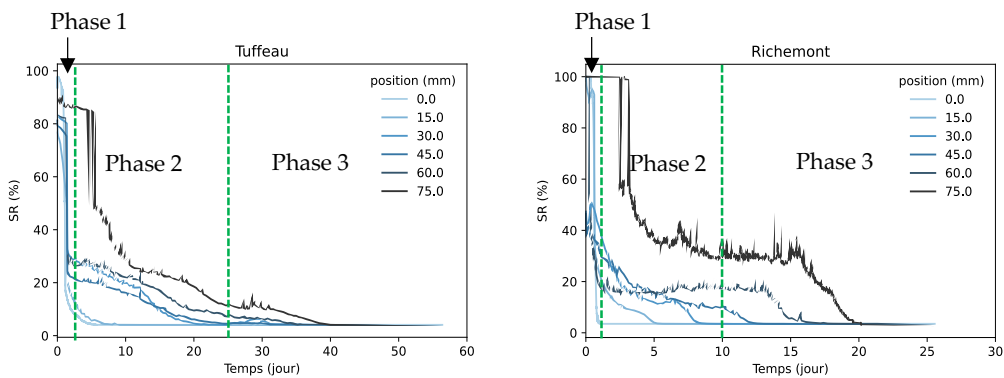 Phase 1
Tuffeau
position (mm)
0.0
15.0
30.0
45.0
60.0
75.0
Phase 2
Phase 3
SR (%)
100
80
60
40
20
0
0
10
20
30
40
50
60
Temps (jour)
Phase 1
Richemont
position (mm)
0.0
15.0
30.0
45.0
60.0
75.0
Phase 2
Phase 3
SR (%)
100
80
60
40
20
0
0
5
10
15
20
25
30
Temps (jour)